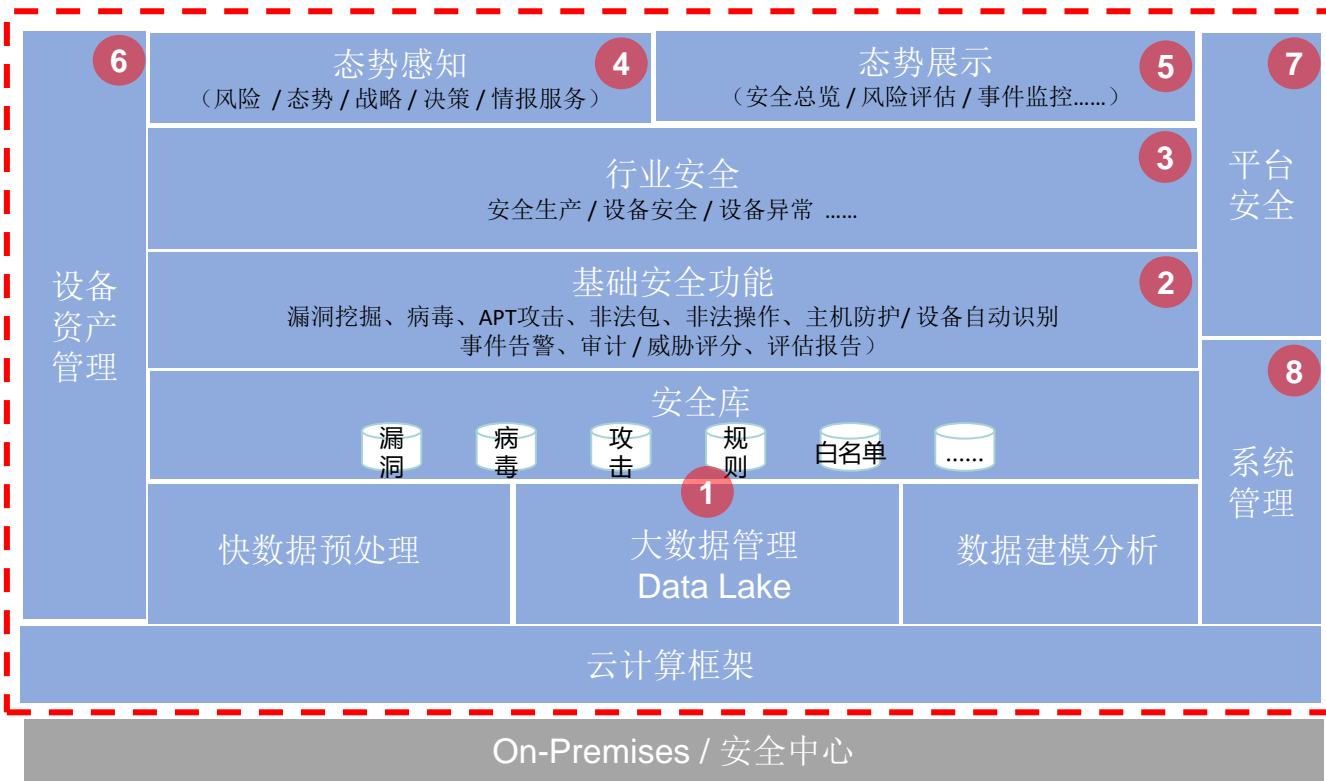 6
态势感知
4
（风险 / 态势 / 战略 / 决策 / 情报服务）
态势展示
5
（安全总览 / 风险评估 / 事件监控......）
7
平台
安全
行业安全
3
安全生产 / 设备安全 / 设备异常 ......
设备
资产
管理
基础安全功能
2
漏洞挖掘、病毒、APT攻击、非法包、非法操作、主机防护/ 设备自动识别
事件告警、审计 / 威胁评分、评估报告）
8
系统
管理
安全库
漏
洞
病
毒
攻
击
规
则
白名单
......
1
快数据预处理
大数据管理
Data Lake
数据建模分析
云计算框架
On-Premises / 安全中心